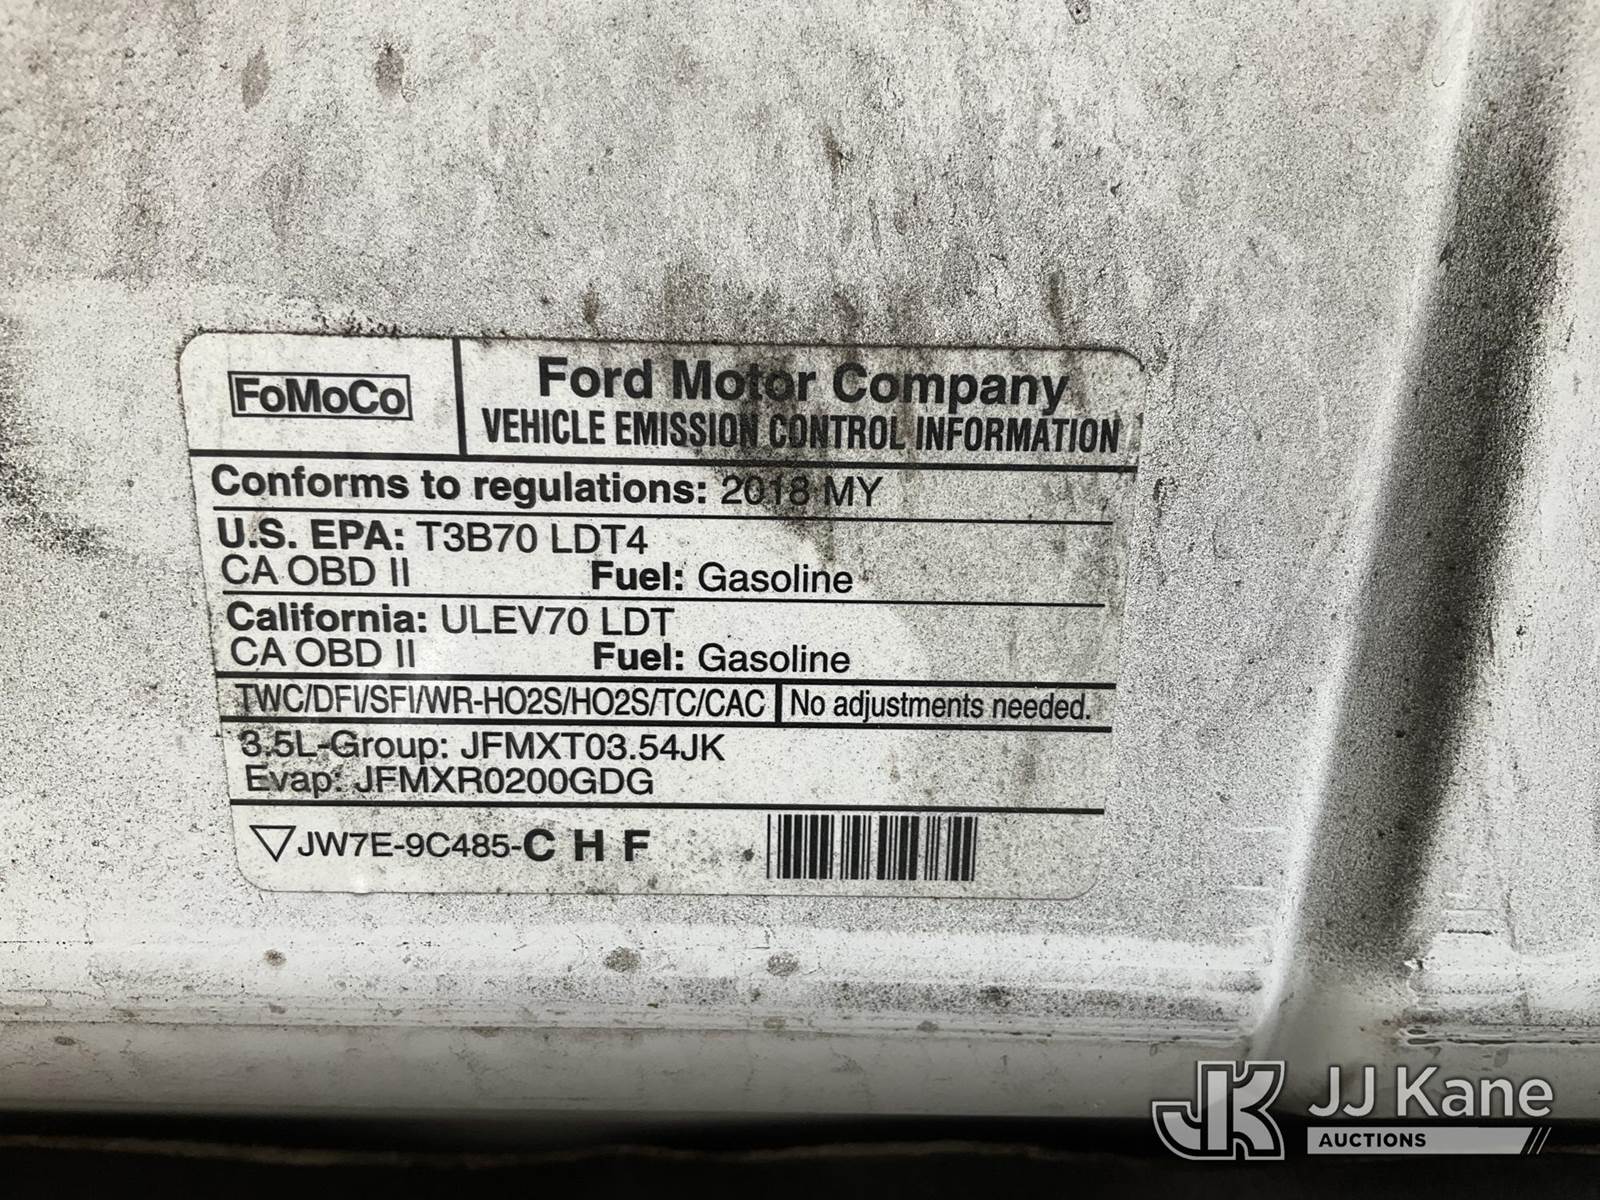 FoMoCo
Ford Motor Company
VEHICLE EMISSION CONTROL INFORMATION
Conforms to regulations: 2018 MY
U.S. EPA: T3B70 LDT4
CA OBD II Fuel: Gasoline
California: ULEV70 LDT
CA OBD II Fuel: Gasoline
TWC/DFI/SFI/WR-HO2S/HO2S/TC/CAC No adjustments needed.
3.5L-Group: JFMXT03.54JK
Evap: JFMXR0200GDG
JW7E-9C485-C H F
JK JJ Kane
AUCTIONS